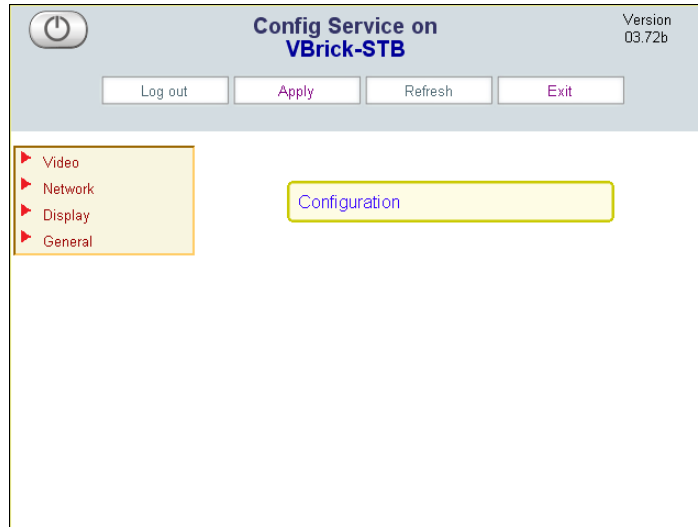 Config Service on
VBrick-STB
Version
03.72b
Log out
Apply
Refresh
Exit
Video
Network
Display
General
Configuration